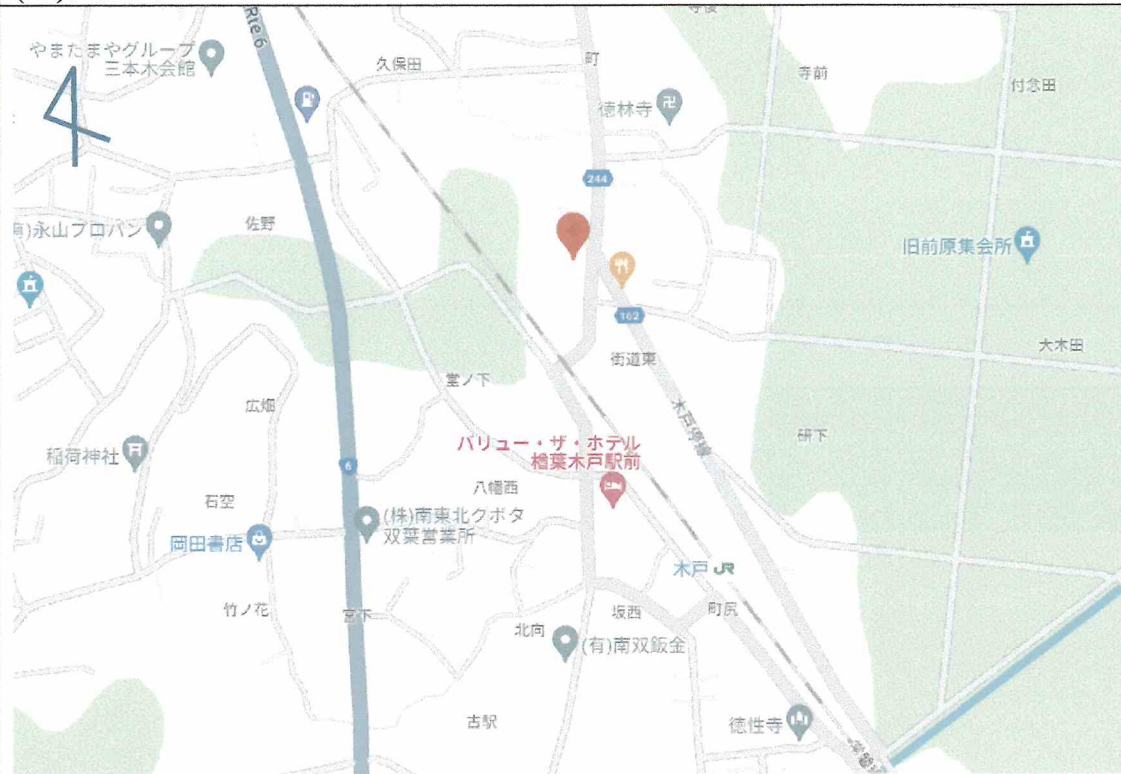 Rte 6
やまたまやグループ
三本木会館
久保田
町
寺前
付念田
徳林寺
244
佐野
永山プロパン
旧前原集会所
162
街道東
大木田
堂ノ下
広畑
木戸停線
研下
稲荷神社
バリュー・ザ・ホテル
楢葉木戸駅前
6
八幡西
石空
(株)南東北クボタ
双葉営業所
岡田書店
木戸 JR
竹ノ花
宮下
坂西
町尻
北向
(有)南双鈑金
古駅
徳性寺